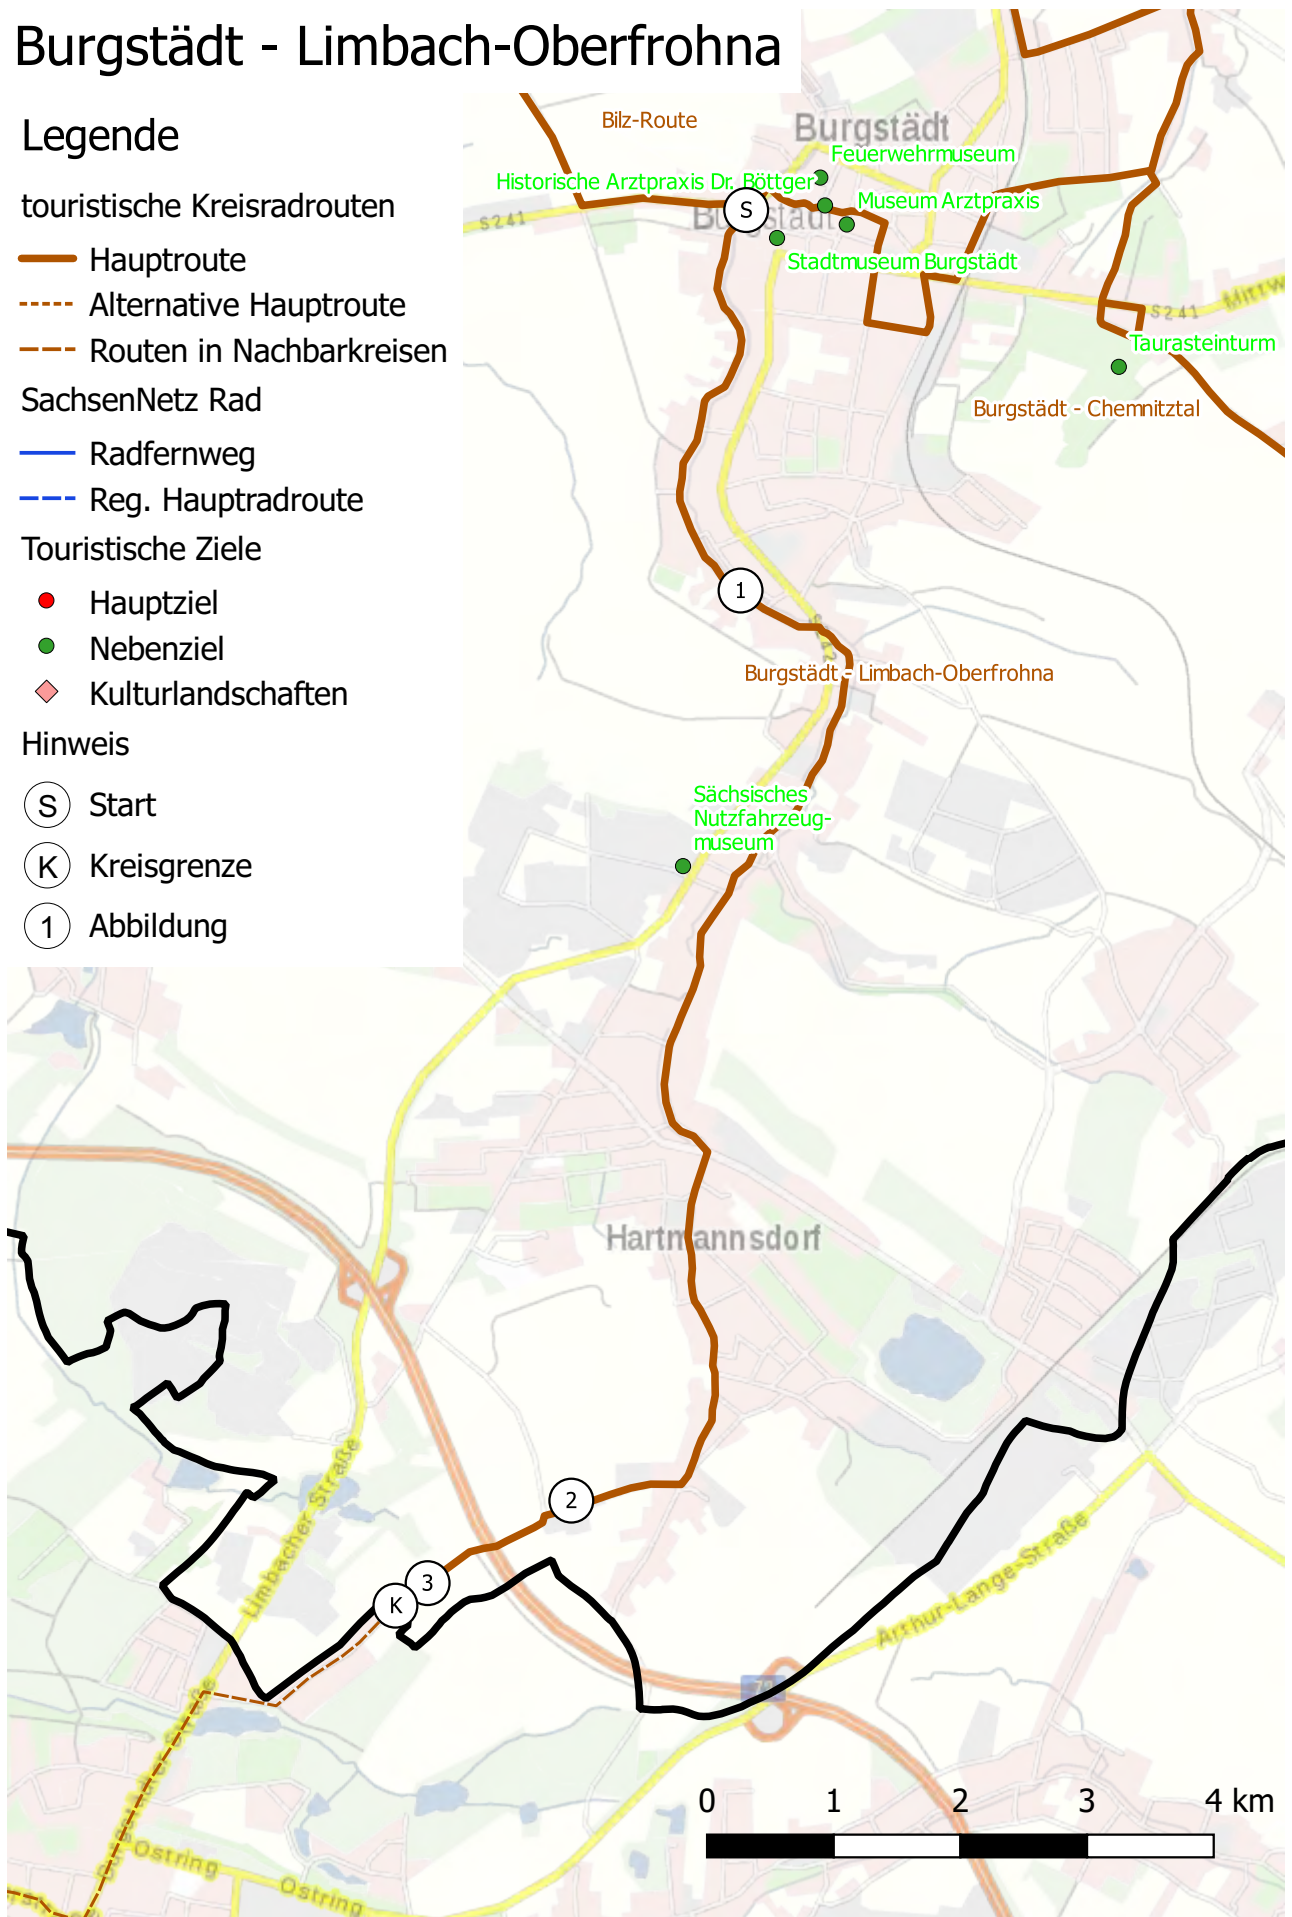 Burgstädt - Limbach-Oberfrohna
Legende
touristische Kreisradrouten
Hauptroute
Alternative Hauptroute
Routen in Nachbarkreisen
SachsenNetz Rad
Radfernweg
Reg. Hauptradroute
Touristische Ziele
Hauptziel
Nebenziel
Kulturlandschaften
Hinweis
S Start
K Kreisgrenze
1 Abbildung
Bilz-Route
Burgstädt
Feuerwehrmuseum
Historische Arztpraxis Dr. Böttger
Museum Arztpraxis
S
Burgstädt
S241
Stadtmuseum Burgstädt
S241
Taurasteinturm
Burgstädt - Chemnitztal
1
Burgstädt - Limbach-Oberfrohna
Sächsisches
Nutzfahrzeug-
museum
Hartmannsdorf
Limbacher Straße
2
3
K
Arthur-Lange-Straße
Ostring
Ostring
0 1 2 3 4 km